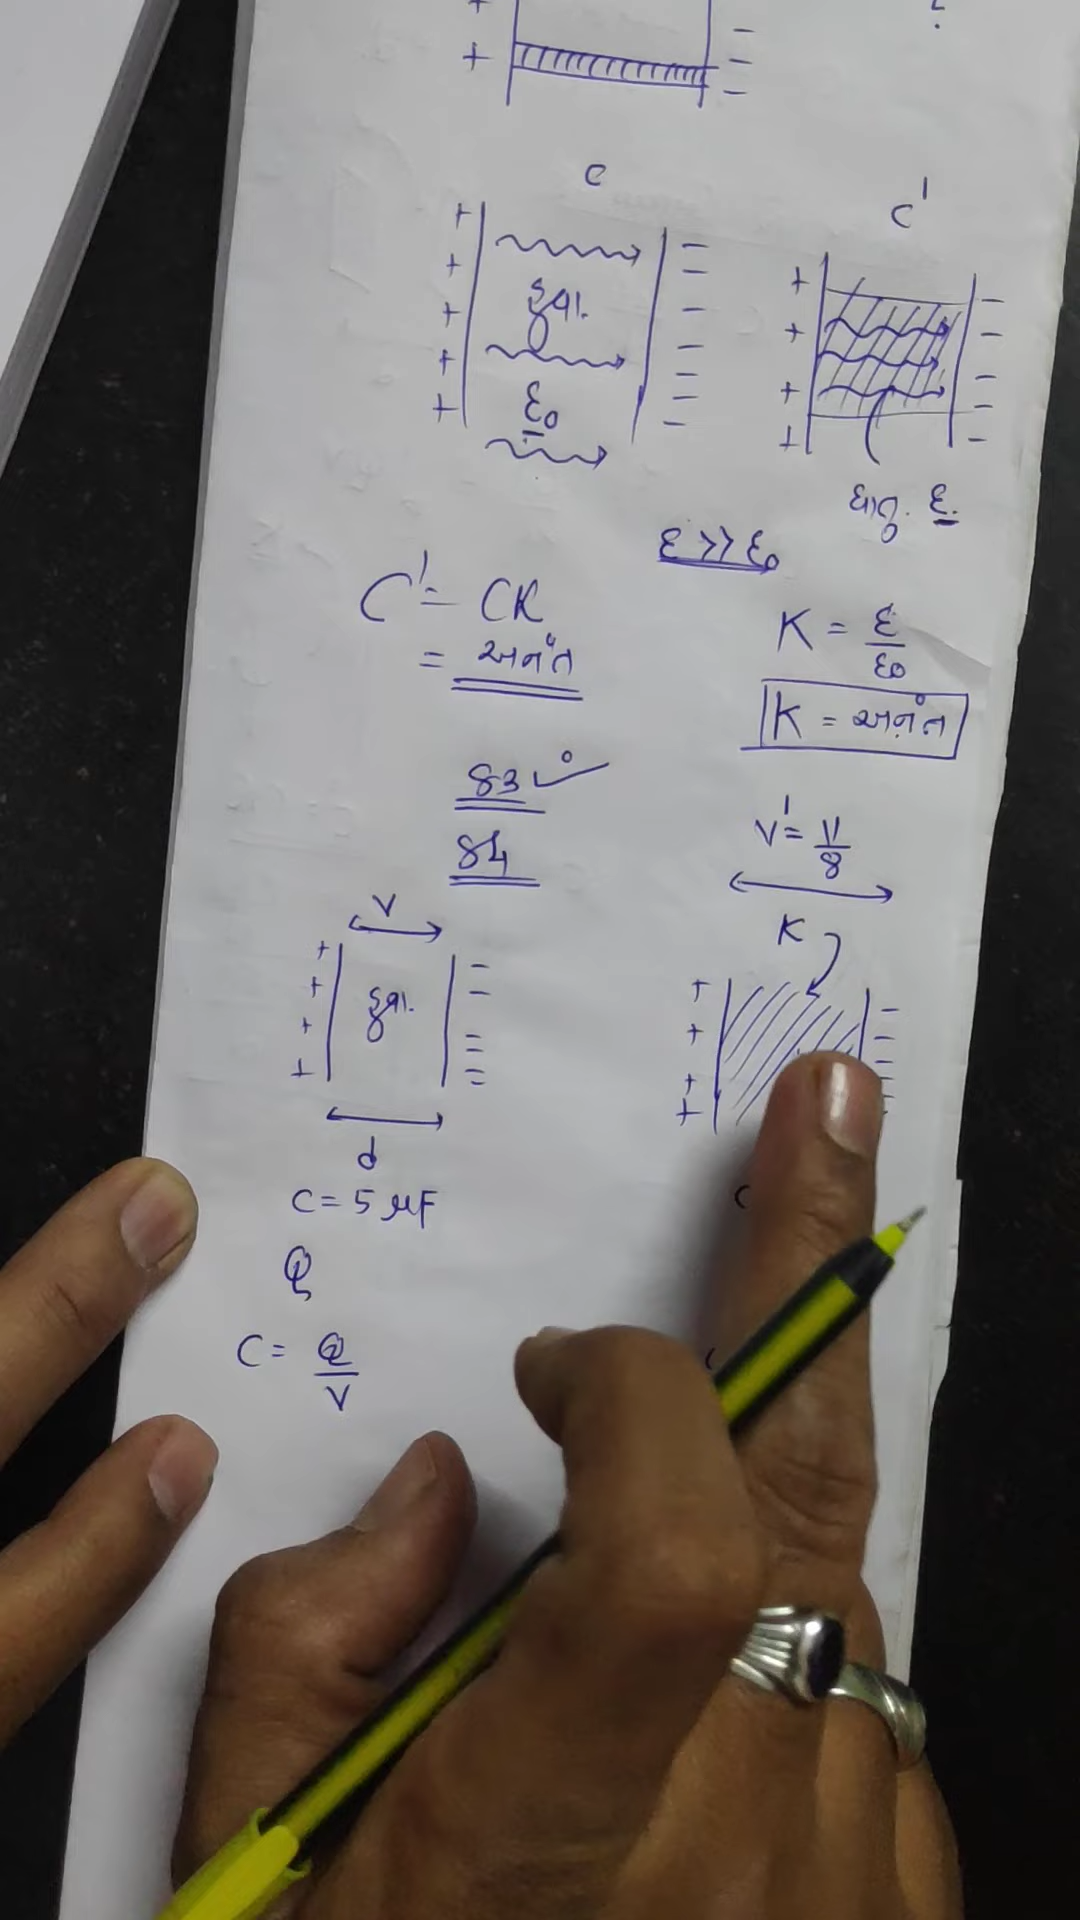 C
C'
હવા.
ε₀
ધાતુ. ε.
ε >> ε₀
C' = CK
= અનંત
K = ε/ε₀
K = અનંત
83 ✓
84
V' = V/8
V
K
હવા.
d
C = 5 μF
Q
C = Q/V